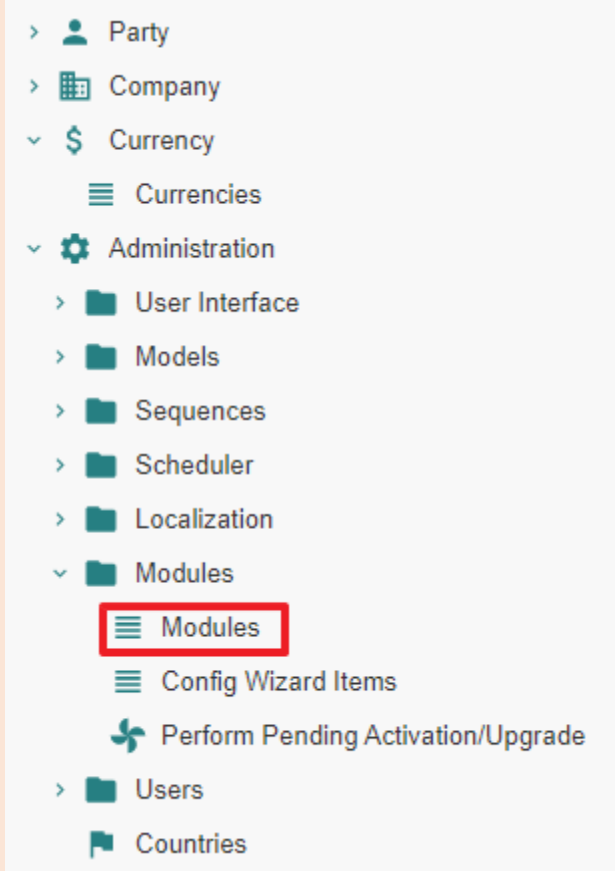 Party
Company
Currency
Currencies
Administration
User Interface
Models
Sequences
Scheduler
Localization
Modules
Modules
Config Wizard Items
Perform Pending Activation/Upgrade
Users
Countries